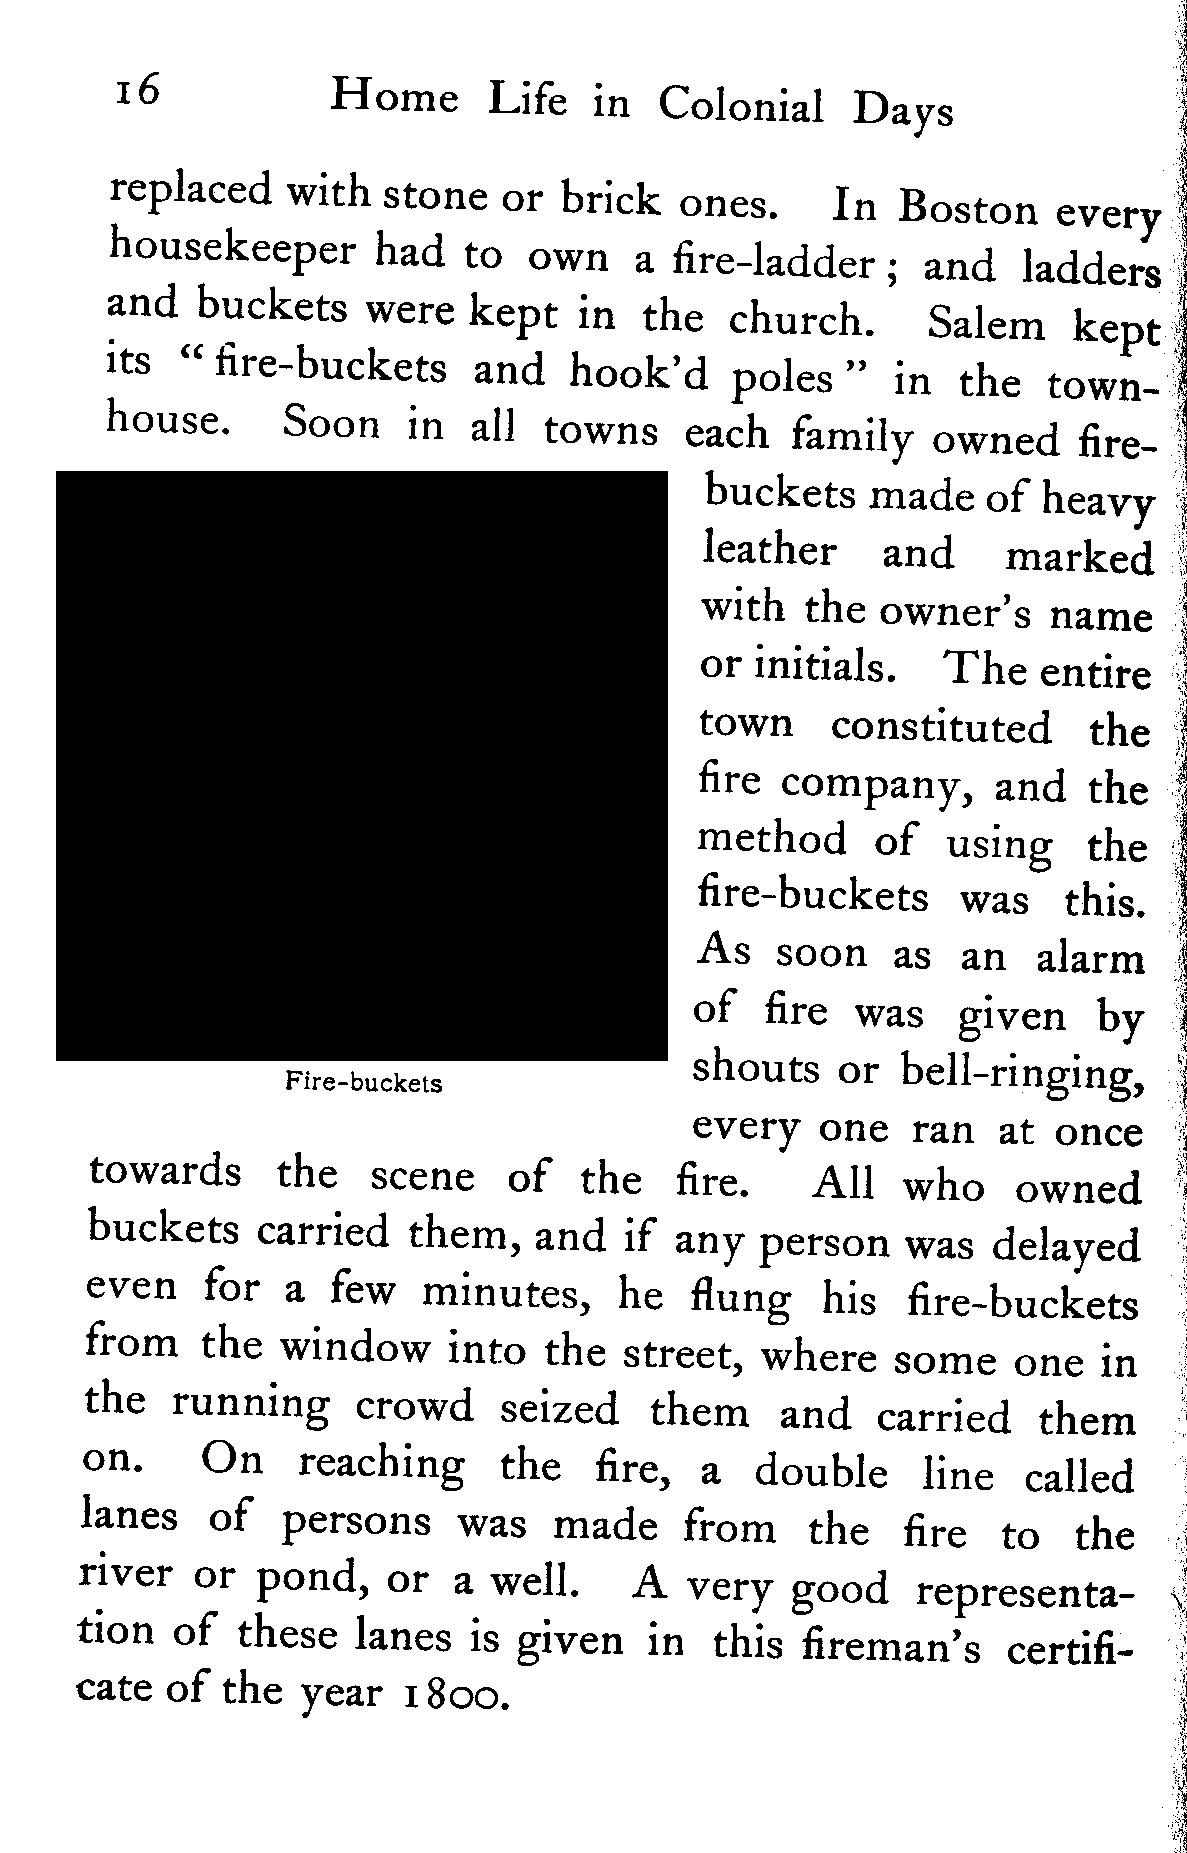 16 Home Life in Colonial Days
replaced with stone or brick ones. In Boston every
housekeeper had to own a fire-ladder ; and ladders
and buckets were kept in the church. Salem kept
its “ fire-buckets and hook’d poles ” in the town-
house. Soon in all towns each family owned fire-
buckets made of heavy
leather and marked
with the owner’s name
or initials. The entire
town constituted the
fire company, and the
method of using the
fire-buckets was this.
As soon as an alarm
of fire was given by
shouts or bell-ringing,
every one ran at once
Fire-buckets
towards the scene of the fire. All who owned
buckets carried them, and if any person was delayed
even for a few minutes, he flung his fire-buckets
from the window into the street, where some one in
the running crowd seized them and carried them
on. On reaching the fire, a double line called
lanes of persons was made from the fire to the
river or pond, or a well. A very good representa-
tion of these lanes is given in this fireman’s certifi-
cate of the year 1800.